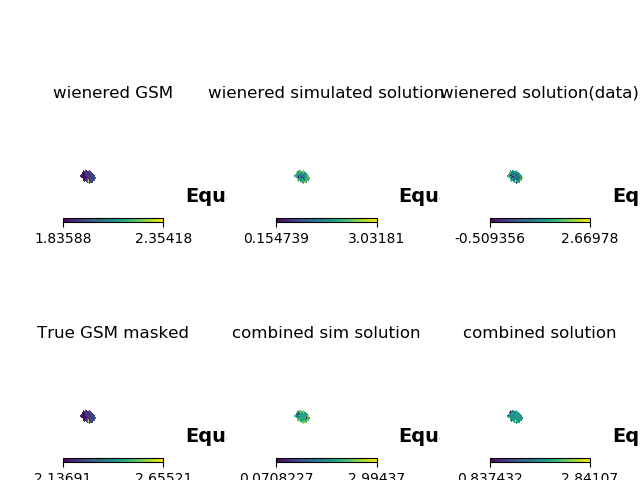 wienered GSM wienered simulated solution wienered solution(data)
Equ Equ Eq
1.83588 2.35418 0.154739 3.03181 -0.509356 2.66978
True GSM masked combined sim solution combined solution
Equ Equ Eq
2.13691 2.65521 0.0708227 2.99437 0.837432 2.84107